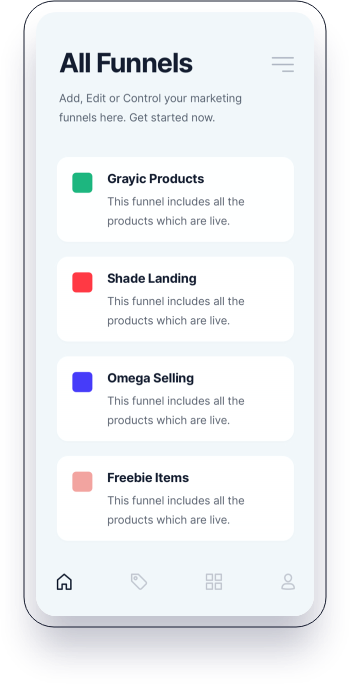 All Funnels
Add, Edit or Control your marketing
funnels here. Get started now.
Grayic Products
This funnel includes all the
products which are live.
Shade Landing
This funnel includes all the
products which are live.
Omega Selling
This funnel includes all the
products which are live.
Freebie Items
This funnel includes all the
products which are live.